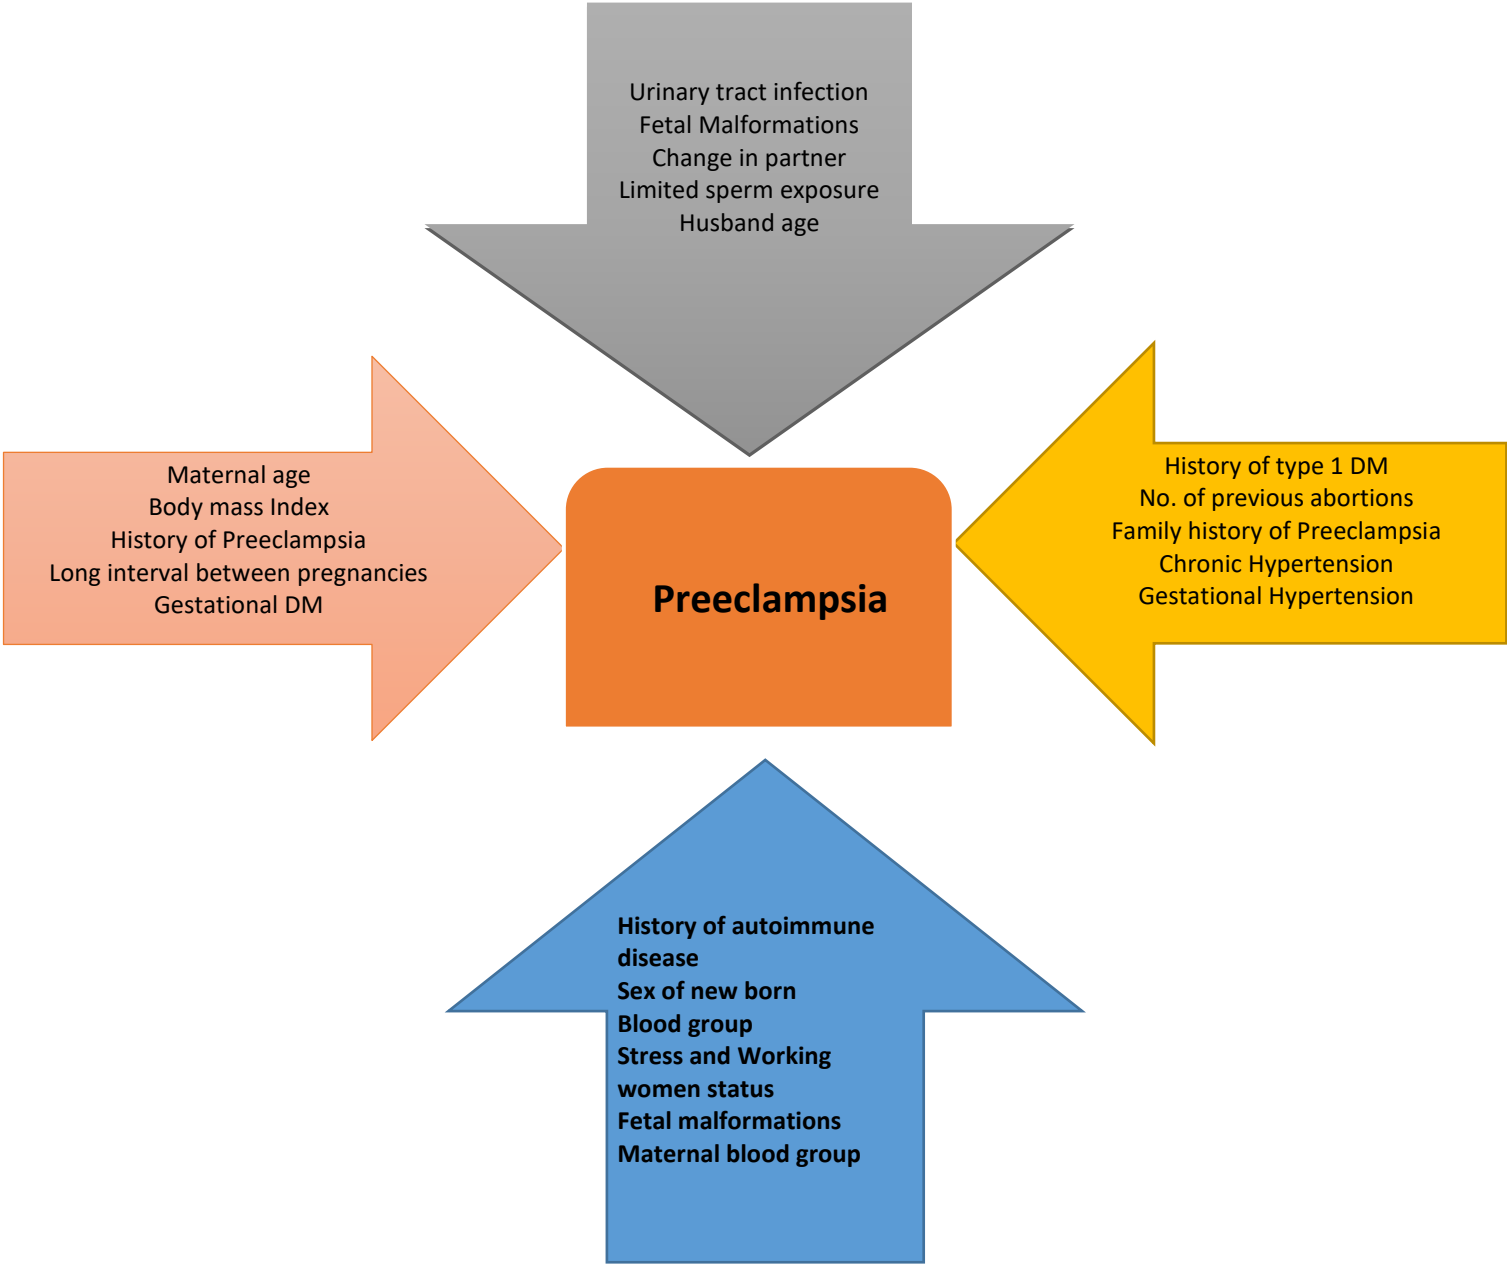 Urinary tract infection
Fetal Malformations
Change in partner
Limited sperm exposure
Husband age
Maternal age
Body mass Index
History of Preeclampsia
Long interval between pregnancies
Gestational DM
Preeclampsia
History of type 1 DM
No. of previous abortions
Family history of Preeclampsia
Chronic Hypertension
Gestational Hypertension
History of autoimmune
disease
Sex of new born
Blood group
Stress and Working
women status
Fetal malformations
Maternal blood group